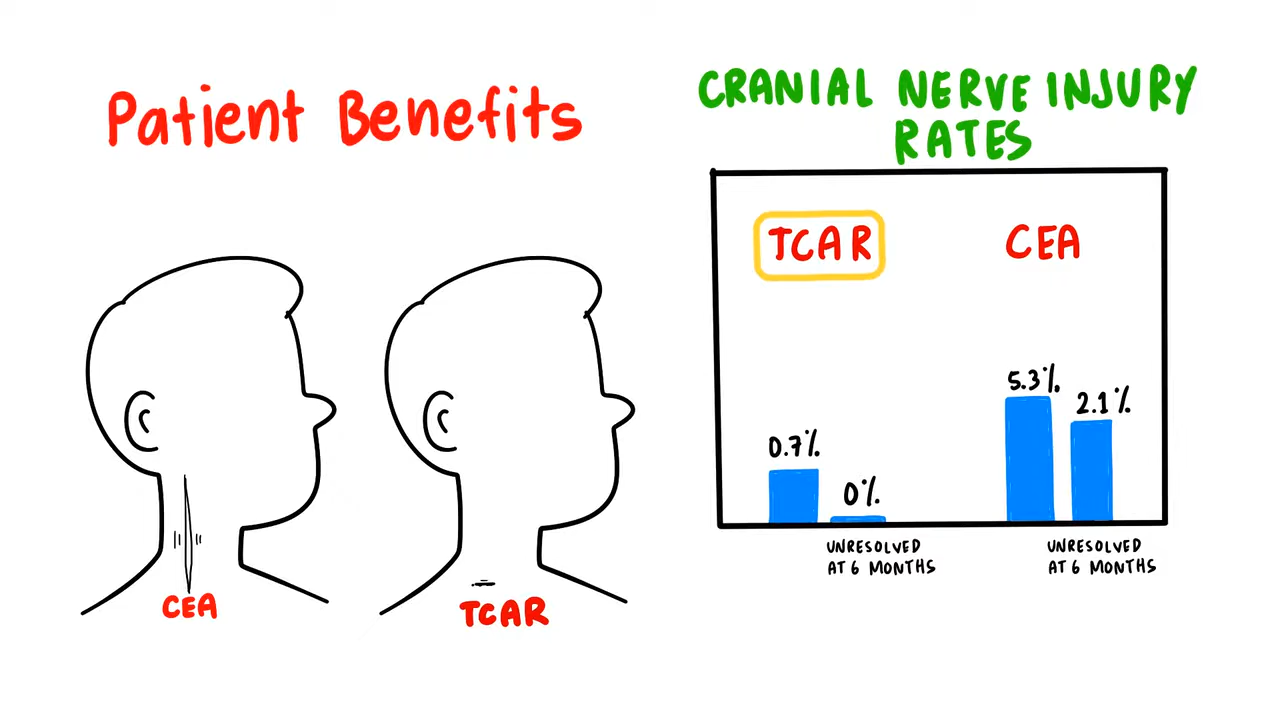 Patient Benefits
CEA
TCAR
CRANIAL NERVE INJURY
RATES
TCAR
CEA
0.7%
0%
5.3%
2.1%
UNRESOLVED
AT 6 MONTHS
UNRESOLVED
AT 6 MONTHS